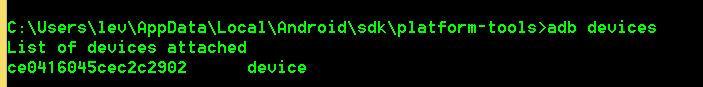 C:\Users\lev\AppData\Local\Android\sdk\platform-tools>adb devices
List of devices attached
ce0416045cec2c2902 device